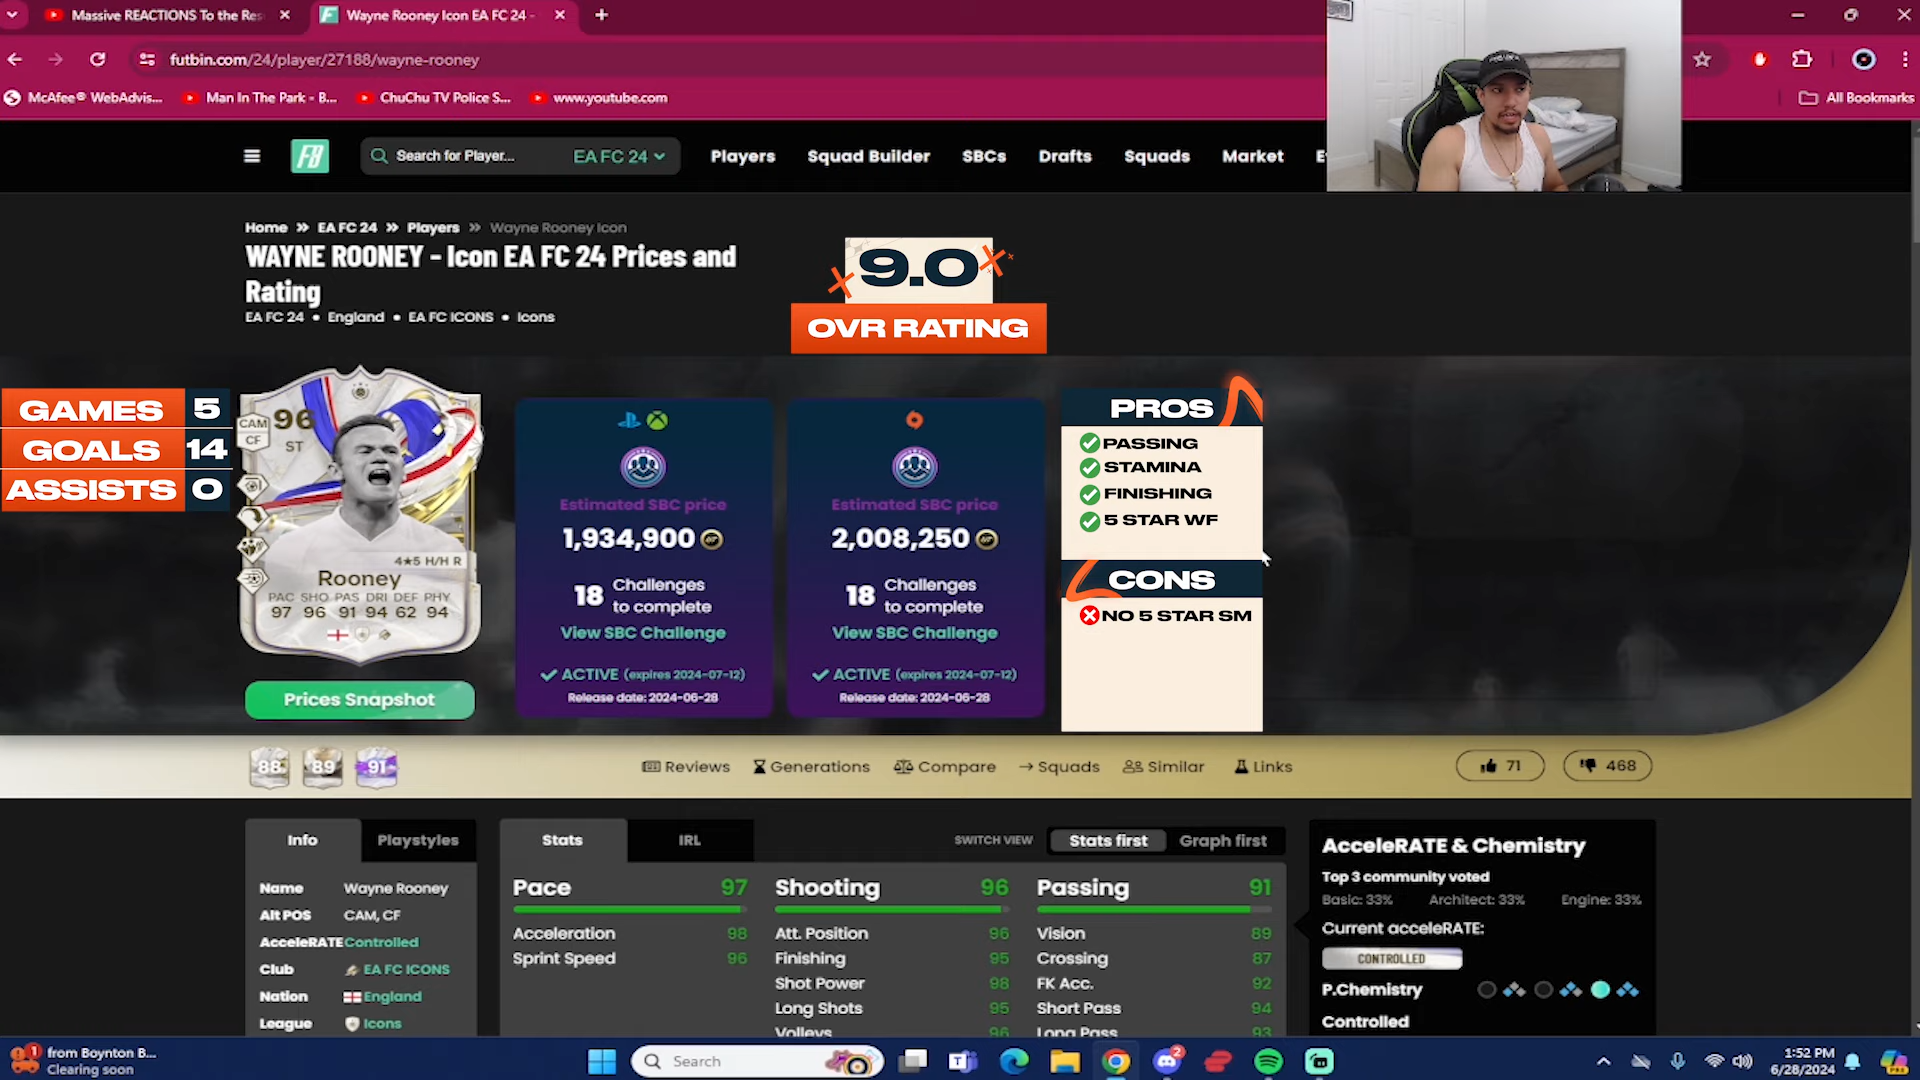 Massive REACTIONS To the Res
Wayne Rooney Icon EA FC 24 -
futbin.com/24/player/27188/wayne-rooney
McAfee® WebAdvis...
Man In The Park - B...
ChuChu TV Police S...
www.youtube.com
All Bookmarks
Search for Player...
EA FC 24
Players
Squad Builder
SBCs
Drafts
Squads
Market
E
Home » EA FC 24 » Players » Wayne Rooney Icon
WAYNE ROONEY - Icon EA FC 24 Prices and
Rating
EA FC 24 • England • EA FC ICONS • Icons
9.0
OVR RATING
GAMES 5
GOALS 14
ASSISTS 0
CAM
CF
96
ST
4★5 H/H R
Rooney
PAC SHO PAS DRI DEF PHY
97 96 91 94 62 94
Prices Snapshot
Estimated SBC price
1,934,900
18 Challenges
to complete
View SBC Challenge
ACTIVE (expires 2024-07-12)
Release date: 2024-06-28
Estimated SBC price
2,008,250
18 Challenges
to complete
View SBC Challenge
ACTIVE (expires 2024-07-12)
Release date: 2024-06-28
PROS
PASSING
STAMINA
FINISHING
5 STAR WF
CONS
NO 5 STAR SM
88 89 91
Reviews
Generations
Compare
Squads
Similar
Links
71
468
Info
Playstyles
Name Wayne Rooney
Alt POS CAM, CF
AcceleRATE Controlled
Club EA FC ICONS
Nation England
League Icons
Stats
IRL
SWITCH VIEW
Stats first
Graph first
Pace 97
Acceleration 98
Sprint Speed 96
Shooting 96
Att. Position 96
Finishing 95
Shot Power 98
Long Shots 95
Volleys 96
Passing 91
Vision 89
Crossing 87
FK Acc. 92
Short Pass 94
Long Pass 93
AcceleRATE & Chemistry
Top 3 community voted
Basic: 33% Architect: 33% Engine: 33%
Current acceleRATE:
CONTROLLED
P.Chemistry
Controlled
1
from Boynton B...
Clearing soon
Search
2
1:52 PM
6/28/2024